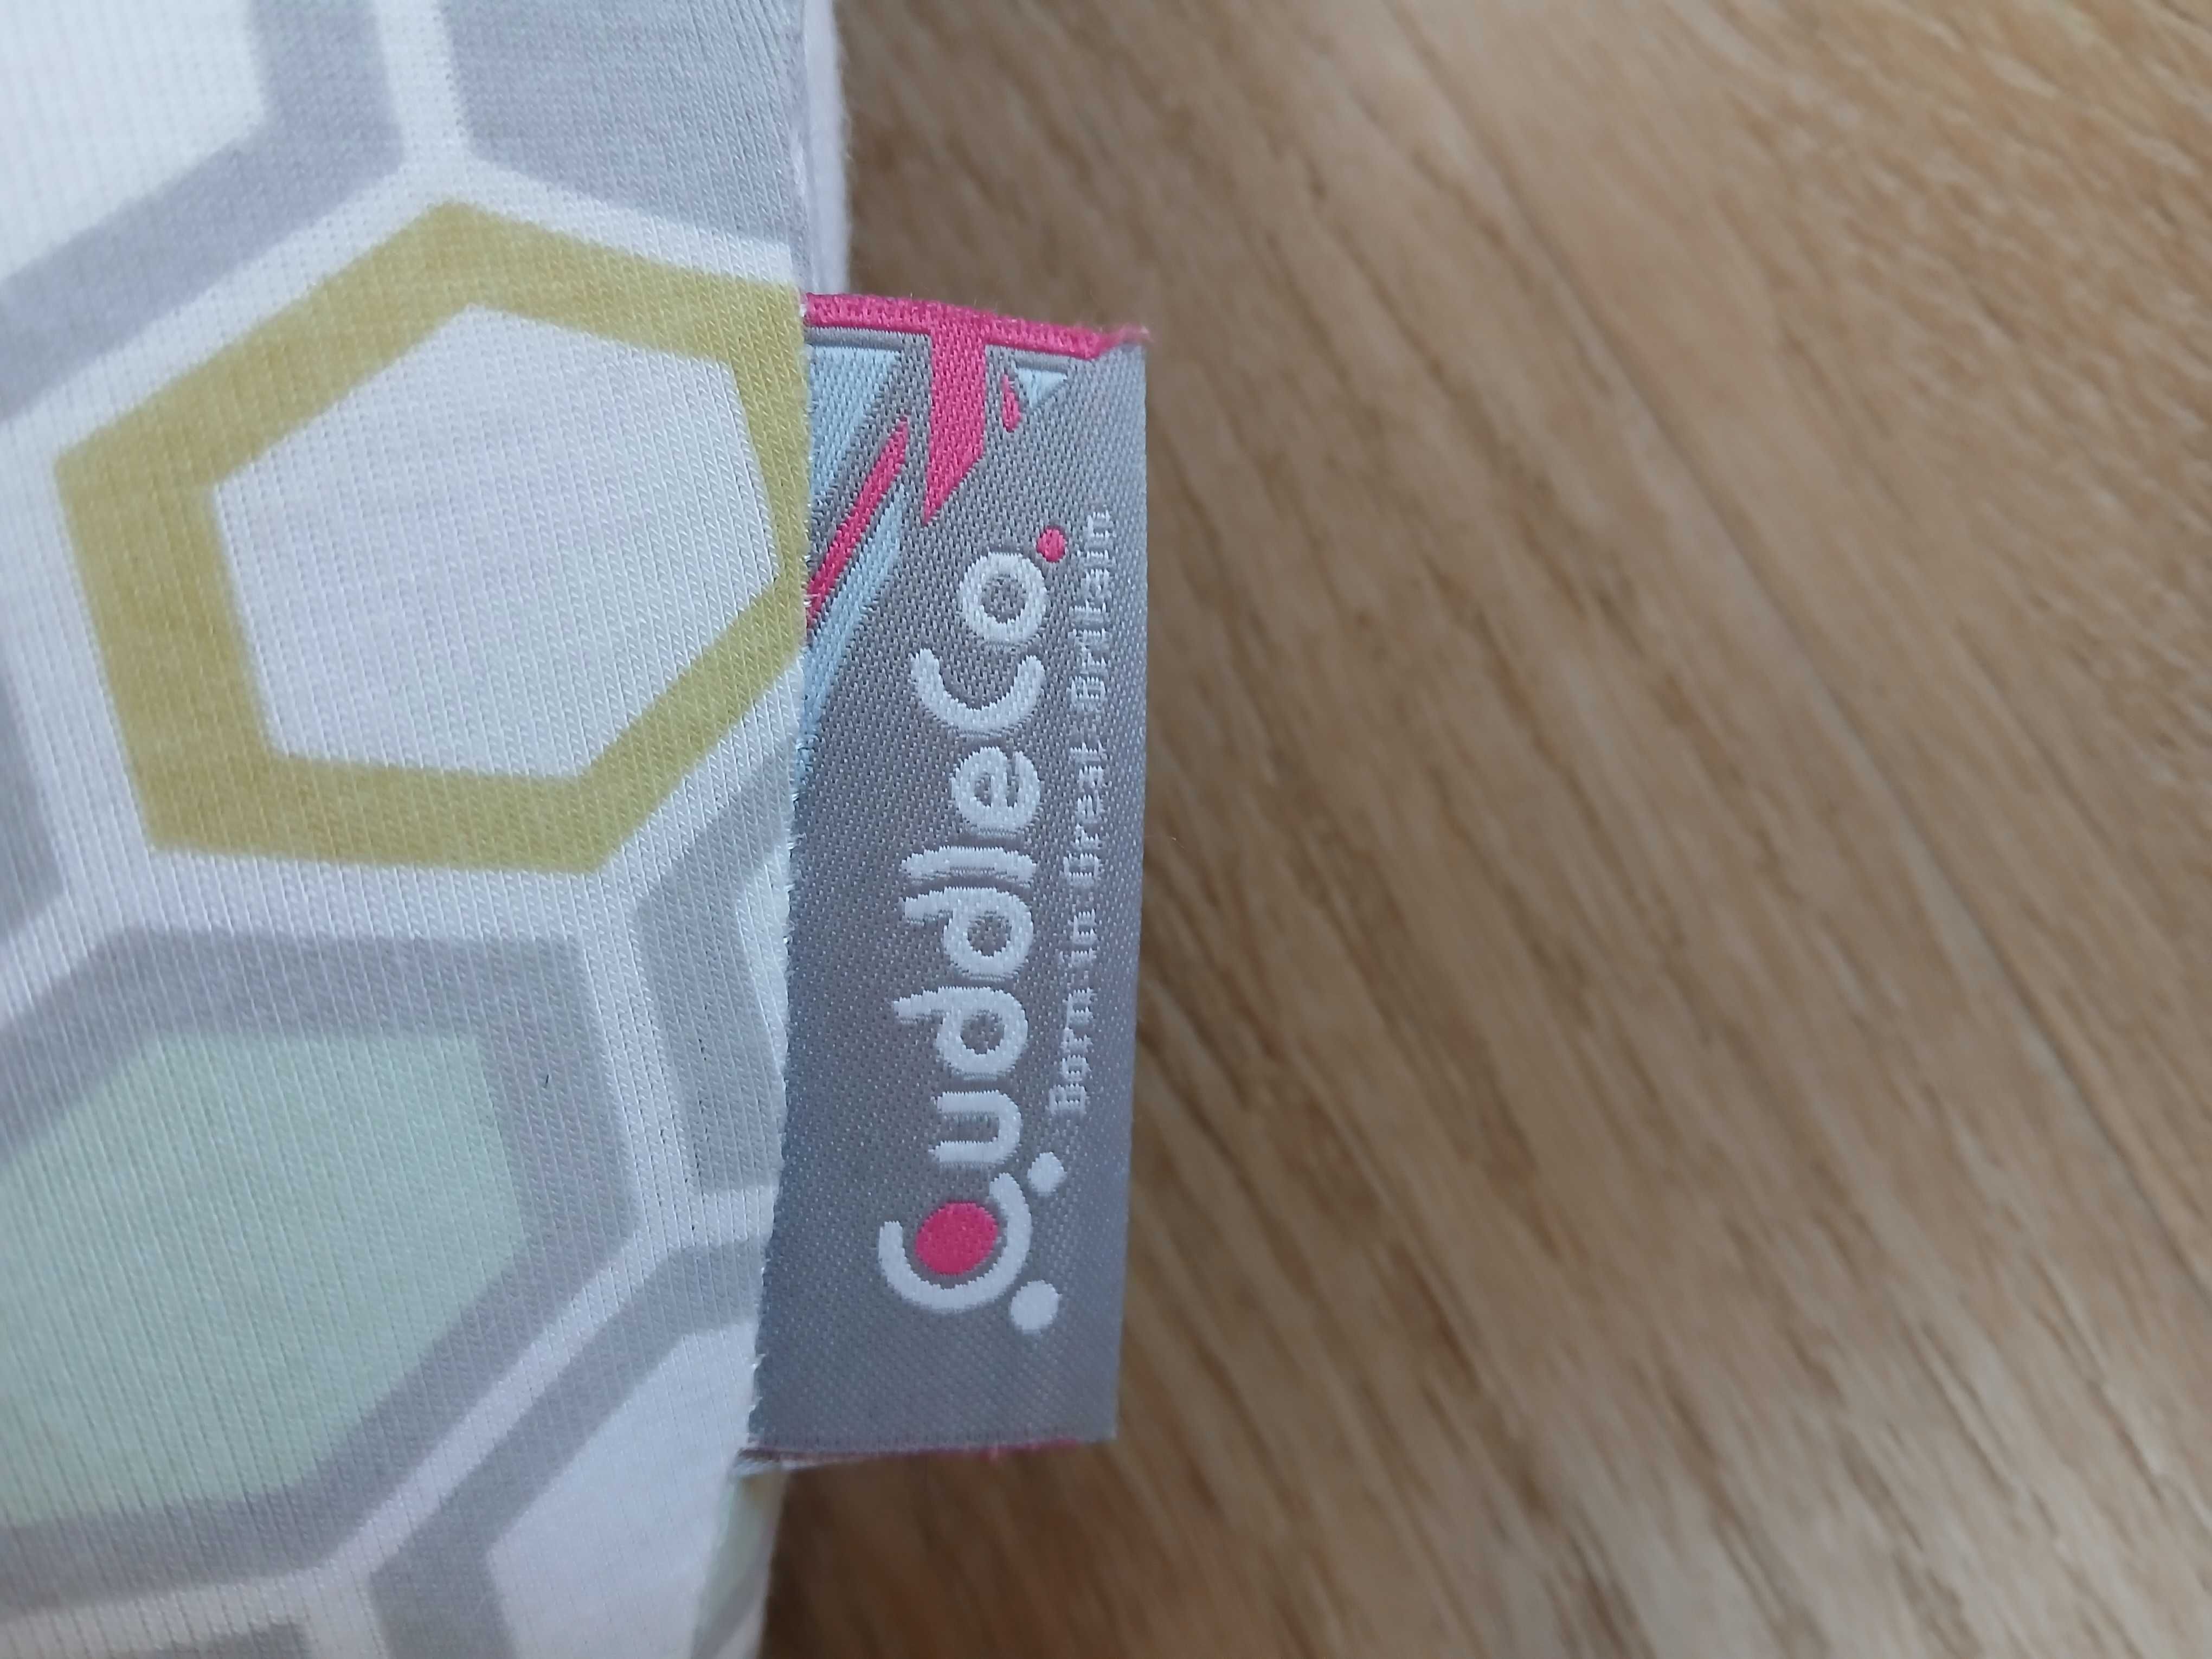 CuddleCo.
Born in Great Britain